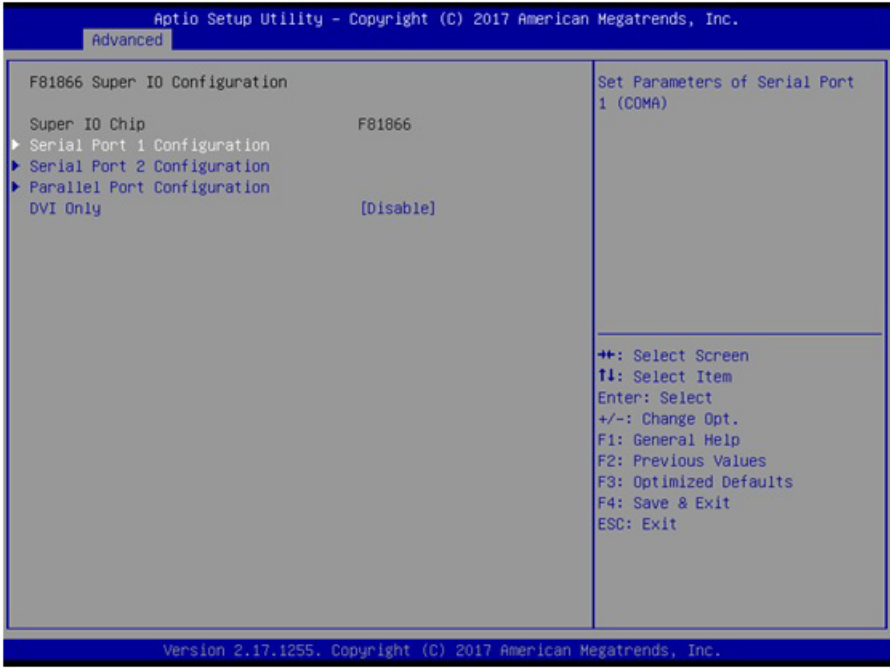 Aptio Setup Utility – Copyright (C) 2017 American Megatrends, Inc.
Advanced
F81866 Super IO Configuration
Super IO Chip F81866
Serial Port 1 Configuration
Serial Port 2 Configuration
Parallel Port Configuration
DVI Only [Disable]
Set Parameters of Serial Port
1 (COMA)
→←: Select Screen
↑↓: Select Item
Enter: Select
+/-: Change Opt.
F1: General Help
F2: Previous Values
F3: Optimized Defaults
F4: Save & Exit
ESC: Exit
Version 2.17.1255. Copyright (C) 2017 American Megatrends, Inc.